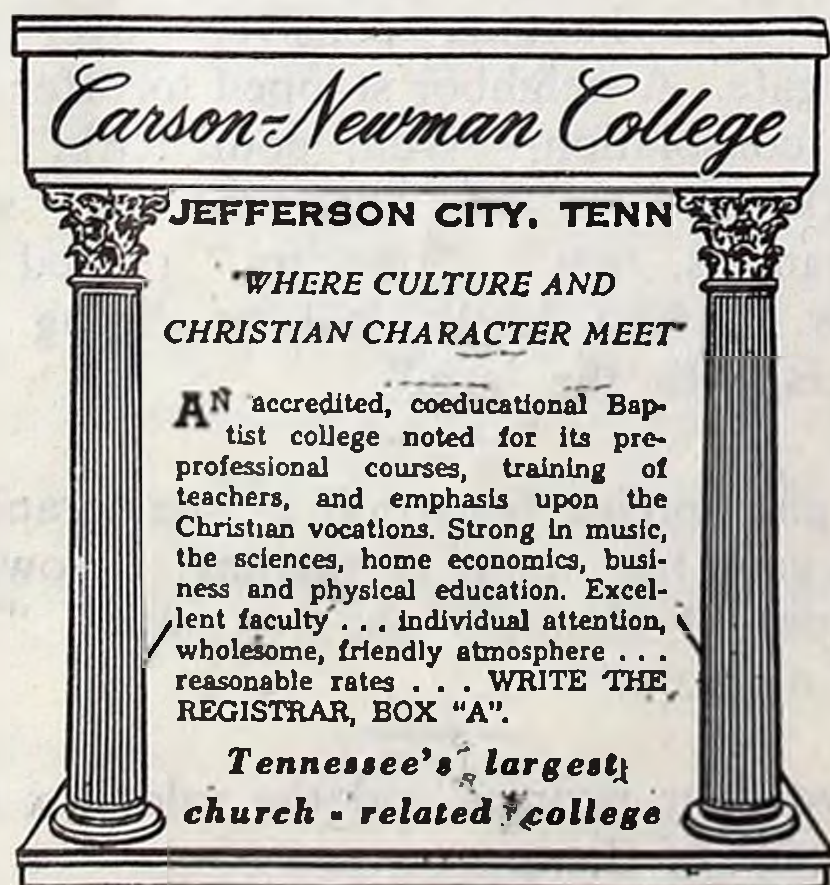 Carson-Newman College
JEFFERSON CITY. TENN
"WHERE CULTURE AND
CHRISTIAN CHARACTER MEET"
AN accredited, coeducational Bap-
tist college noted for its pre-
professional courses, training of
teachers, and emphasis upon the
Christian vocations. Strong in music,
the sciences, home economics, busi-
ness and physical education. Excel-
lent faculty . . . individual attention,
wholesome, friendly atmosphere . . .
reasonable rates . . . WRITE THE
REGISTRAR, BOX "A".
Tennessee's largest
church - related college